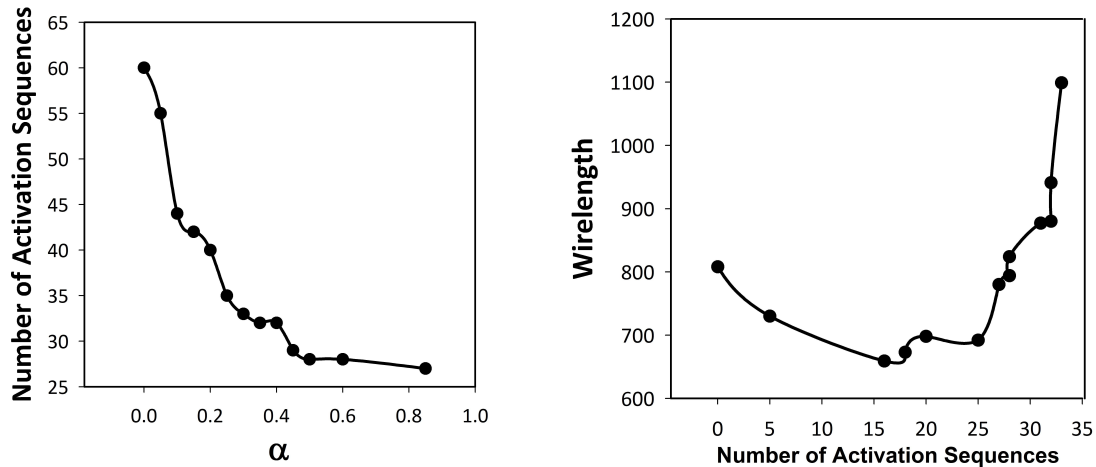 Number of Activation Sequences
65
60
55
50
45
40
35
30
25
0.0 0.2 0.4 0.6 0.8 1.0
α
Wirelength
1200
1100
1000
900
800
700
600
0 5 10 15 20 25 30 35
Number of Activation Sequences